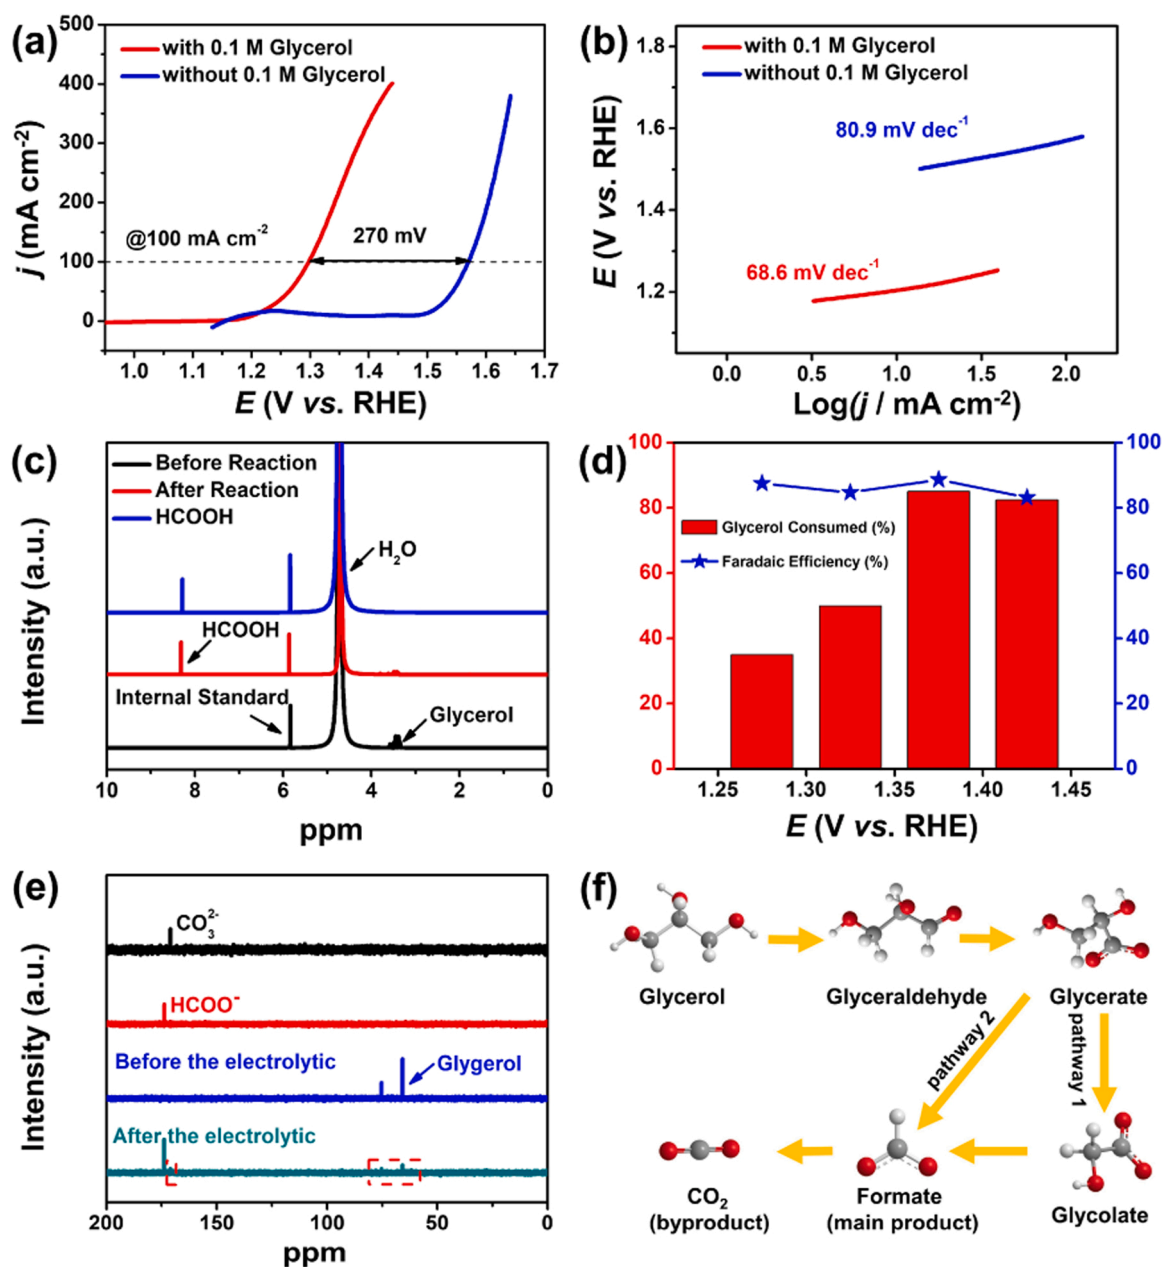 (a)
with 0.1 M Glycerol
without 0.1 M Glycerol
@100 mA cm-2
270 mV
500
400
300
200
100
0
j (mA cm-2)
1.0 1.1 1.2 1.3 1.4 1.5 1.6 1.7
E (V vs. RHE)
(b)
with 0.1 M Glycerol
without 0.1 M Glycerol
80.9 mV dec-1
68.6 mV dec-1
1.8
1.6
1.4
1.2
E (V vs. RHE)
0.0 0.5 1.0 1.5 2.0
Log(j / mA cm-2)
(c)
Before Reaction
After Reaction
HCOOH
H2O
HCOOH
Internal Standard
Glycerol
Intensity (a.u.)
10 8 6 4 2 0
ppm
(d)
Glycerol Consumed (%)
Faradaic Efficiency (%)
100 100
80 80
60 60
40 40
20 20
0 0
1.25 1.30 1.35 1.40 1.45
E (V vs. RHE)
(e)
CO3 2-
HCOO-
Before the electrolytic
Glygerol
After the electrolytic
Intensity (a.u.)
200 150 100 50 0
ppm
(f)
Glycerol
Glyceraldehyde
Glycerate
pathway 2
pathway 1
CO2
(byproduct)
Formate
(main product)
Glycolate